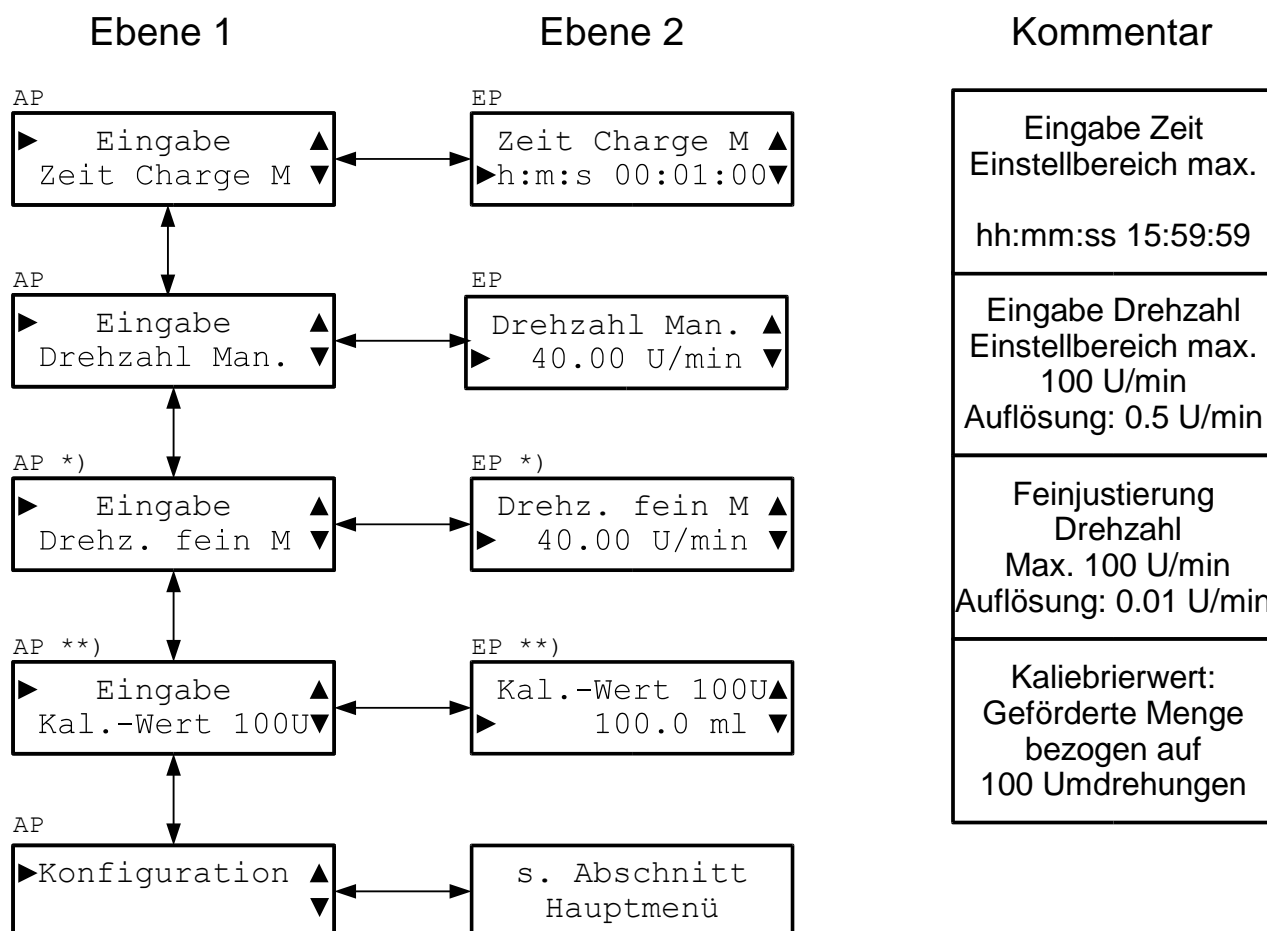 Ebene 1
Ebene 2
Kommentar
AP
▶ Eingabe ▲
Zeit Charge M ▼
EP
Zeit Charge M ▲
▶h:m:s 00:01:00▼
Eingabe Zeit
Einstellbereich max.
hh:mm:ss 15:59:59
AP
▶ Eingabe ▲
Drehzahl Man. ▼
EP
Drehzahl Man. ▲
▶ 40.00 U/min ▼
Eingabe Drehzahl
Einstellbereich max.
100 U/min
Auflösung: 0.5 U/min
AP *)
▶ Eingabe ▲
Drehz. fein M ▼
EP *)
Drehz. fein M ▲
▶ 40.00 U/min ▼
Feinjustierung
Drehzahl
Max. 100 U/min
Auflösung: 0.01 U/min
AP **)
▶ Eingabe ▲
Kal.-Wert 100U▼
EP **)
Kal.-Wert 100U▲
▶ 100.0 ml ▼
Kaliebrierwert:
Geförderte Menge
bezogen auf
100 Umdrehungen
AP
▶Konfiguration ▲
▼
s. Abschnitt
Hauptmenü